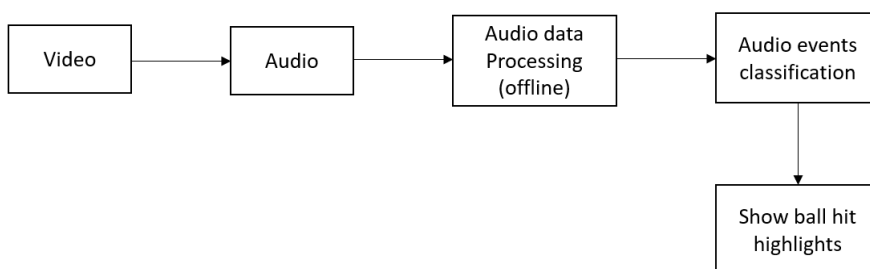 Video
Audio
Audio data
Processing
(offline)
Audio events
classification
Show ball hit
highlights